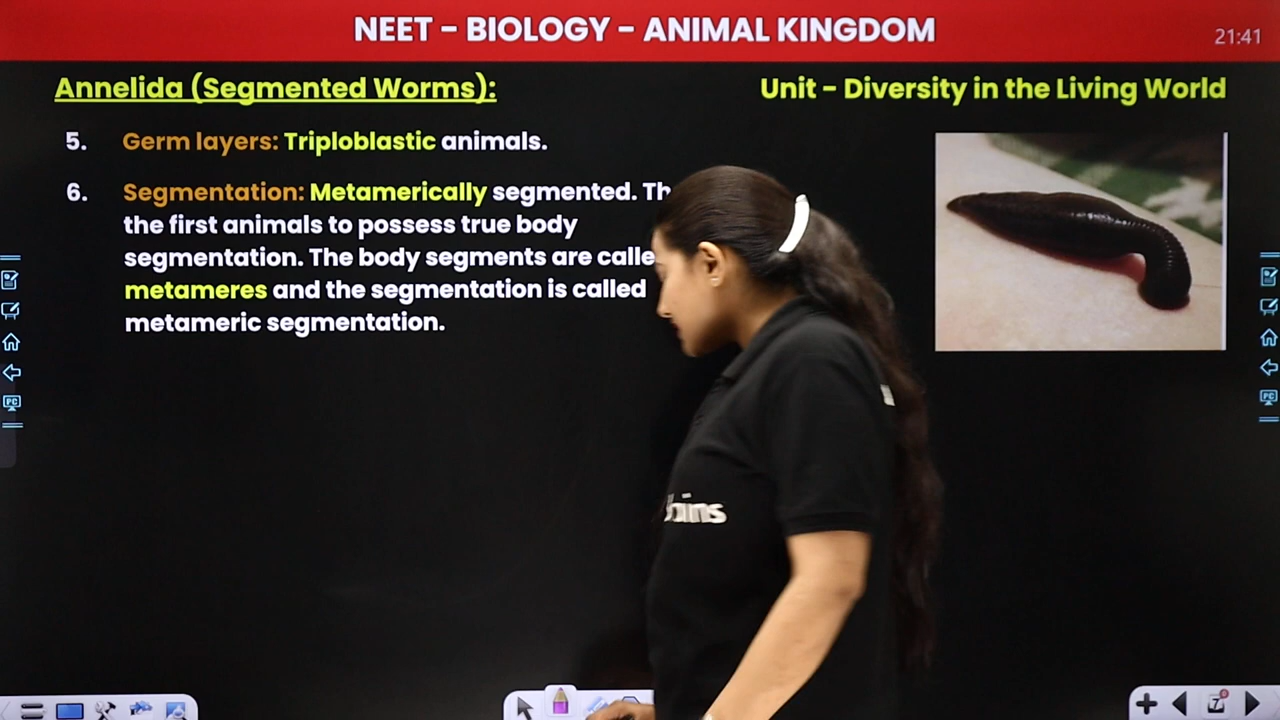 NEET - BIOLOGY - ANIMAL KINGDOM
21:41
Annelida (Segmented Worms):
Unit - Diversity in the Living World
5. Germ layers: Triploblastic animals.
6. Segmentation: Metamerically segmented.
the first animals to possess true body
segmentation. The body segments are
metameres and the segmentation is called
metameric segmentation.
PC
PC